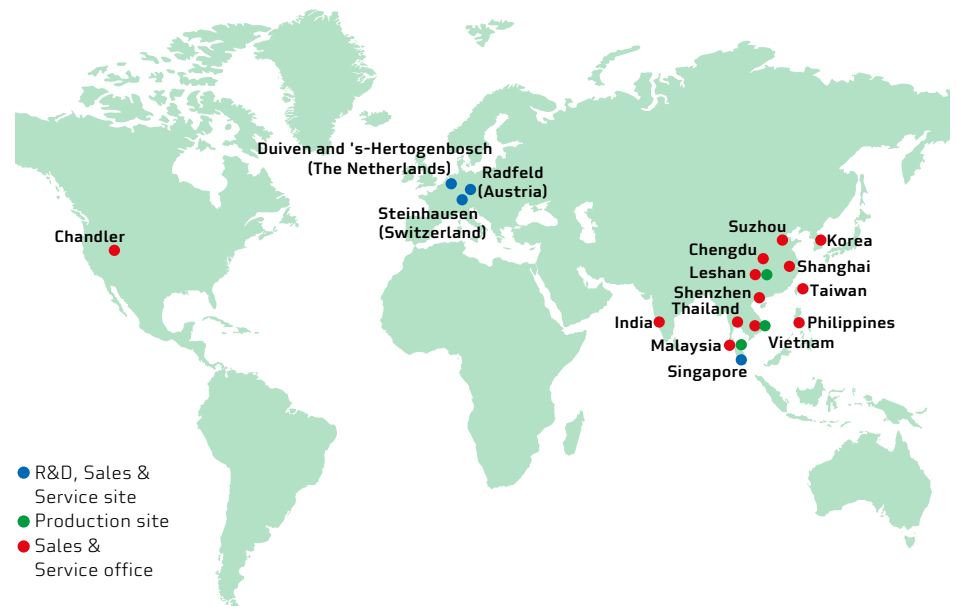 Duiven and 's-Hertogenbosch
(The Netherlands)
Radfeld
(Austria)
Steinhausen
(Switzerland)
Chandler
Suzhou
Korea
Chengdu
Shanghai
Leshan
Taiwan
Shenzhen
Thailand
India
Philippines
Vietnam
Malaysia
Singapore
R&D, Sales &
Service site
Production site
Sales &
Service office